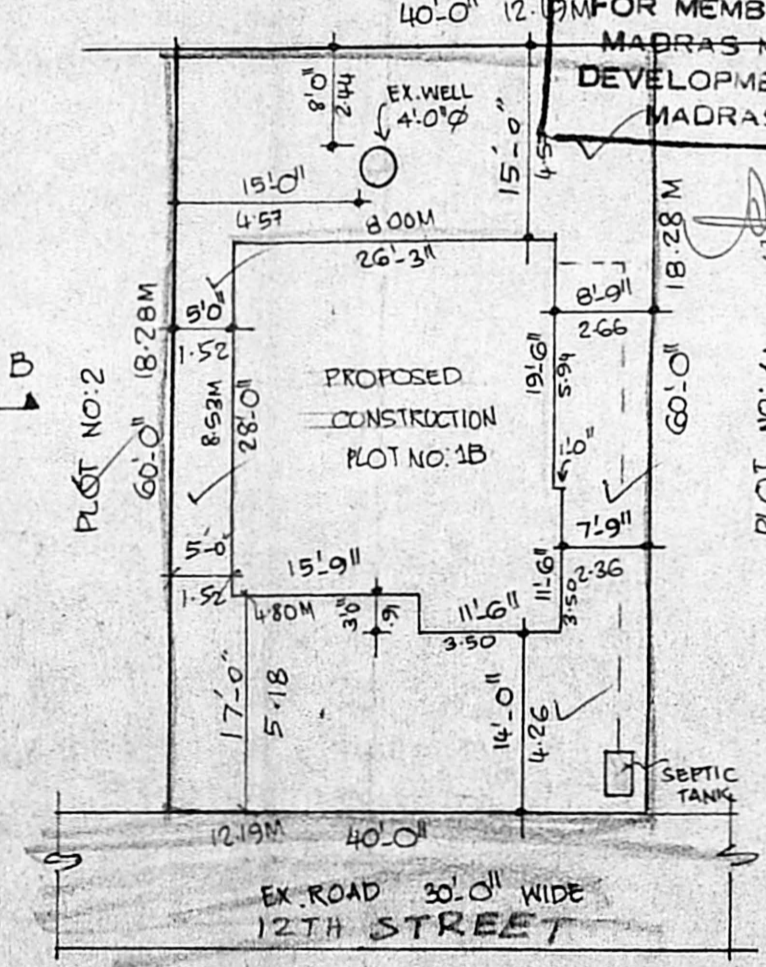 40'-0" 12.19M
FOR MEMB
MADRAS M
DEVELOPME
MADRAS
8'-0"
2.44
EX.WELL
4'-0"Ø
15'-0"
4.57
15'-0"
4.57
8.00M
26'-3"
18.28 M
60'-0"
5'-0"
1.52
8'-9"
2.66
B
PLOT NO:2
60'-0" 18.28M
8.53M
28'-0"
PROPOSED
CONSTRUCTION
PLOT NO:1B
19'-6"
5.94
1'-0"
PLOT NO:
7'-9"
2.36
5'-0"
1.52
15'-9"
4.80M
3'-0"
.91
11'-6"
3.50
11'-6"
3.50
17'-0"
5.18
14'-0"
4.26
SEPTIC
TANK
12.19M 40'-0"
EX.ROAD 30'-0" WIDE
12TH STREET